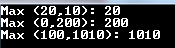 Max (20,10): 20
Max (0,200): 200
Max (100,1010): 1010